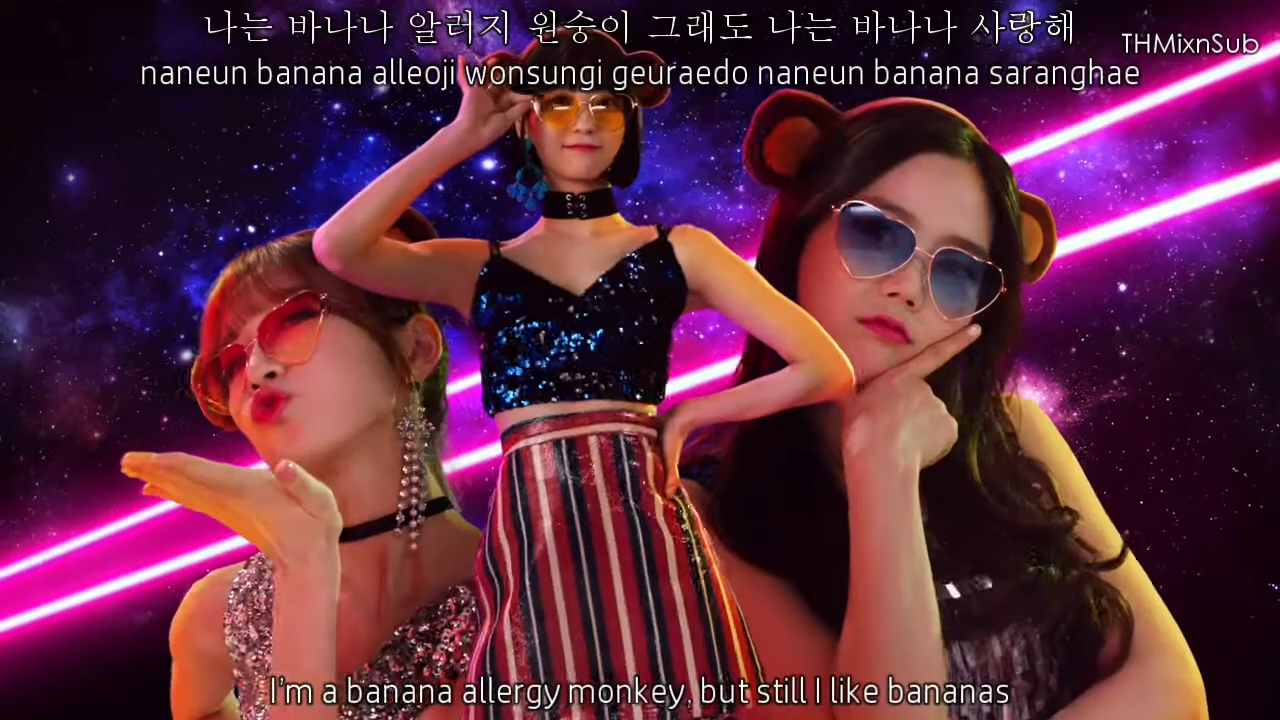 나는 바나나 알러지 원숭이 그래도 나는 바나나 사랑해
THMixnSub
naneun banana alleoji wonsungi geuraedo naneun banana saranghae
I'm a banana allergy monkey, but still I like bananas